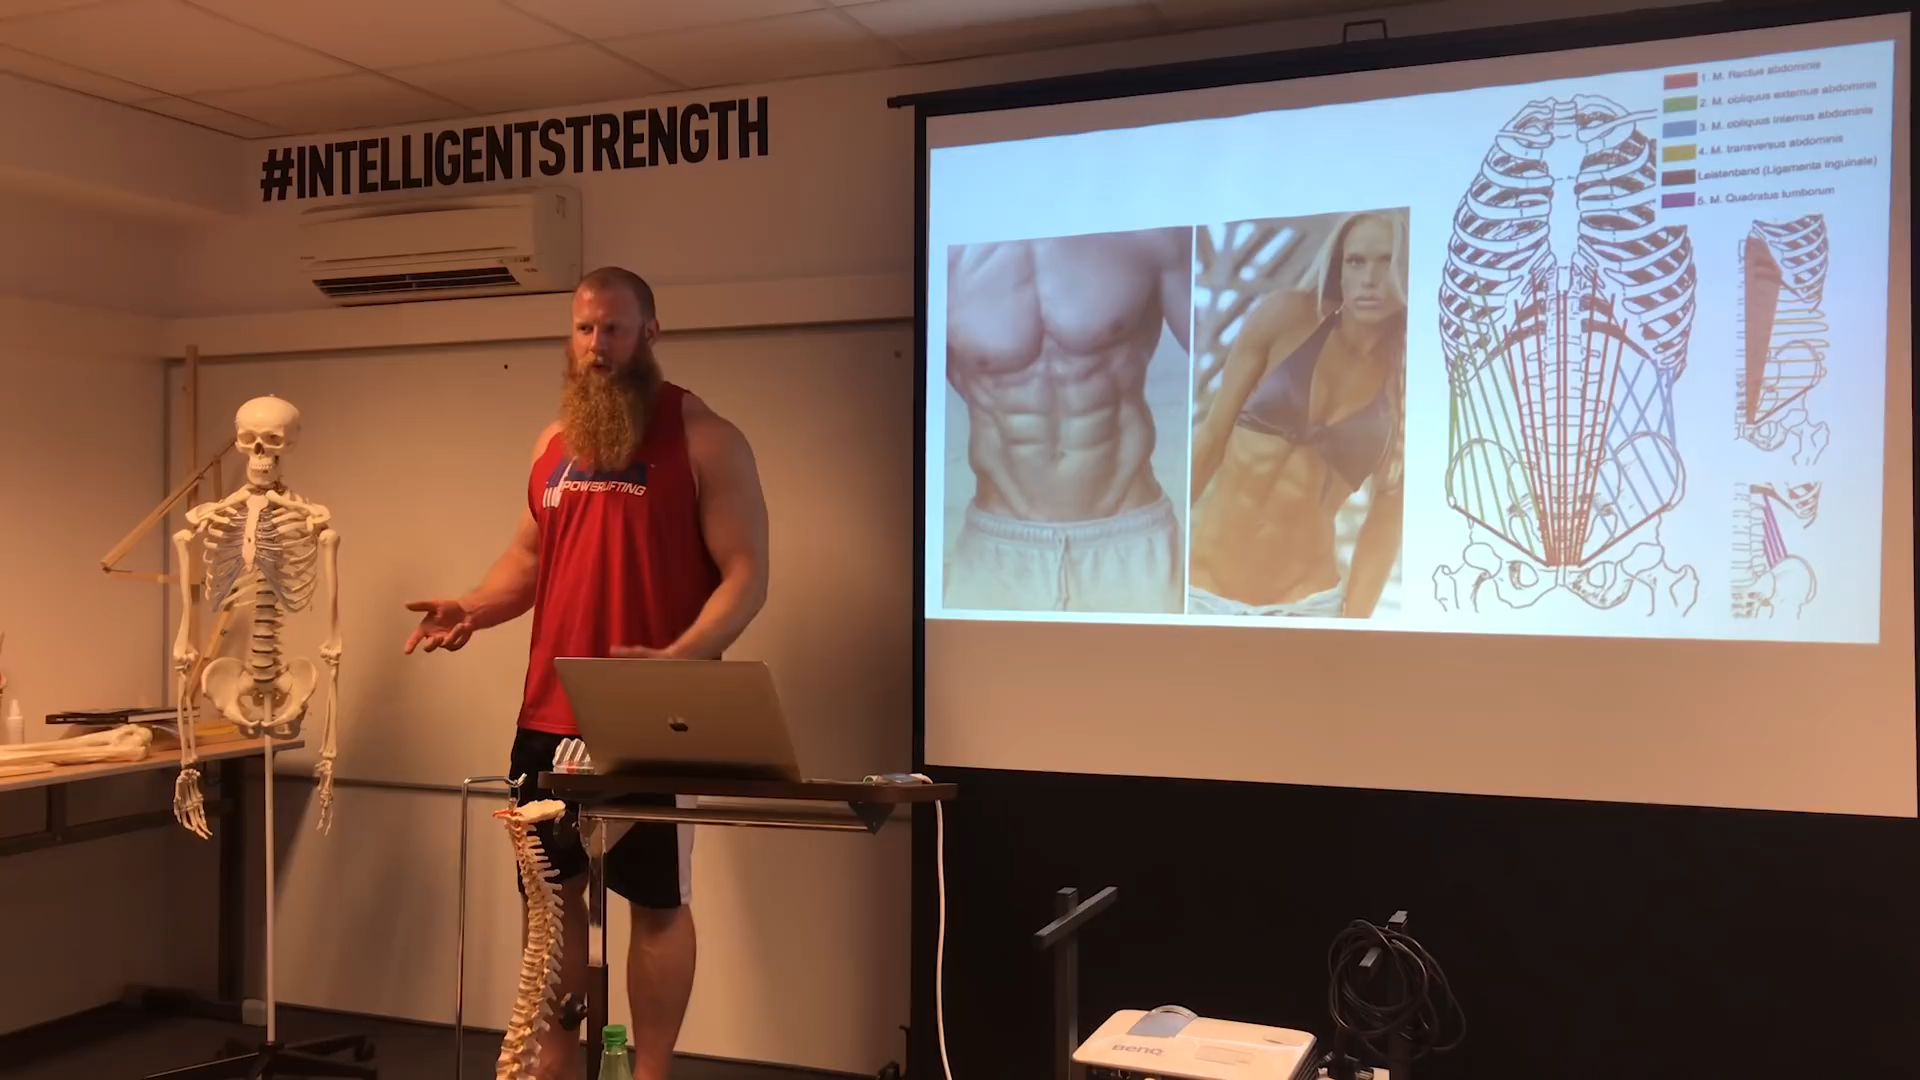 #INTELLIGENTSTRENGTH
POWERLIFTING
1. M. Rectus abdominis
2. M. obliquus externus abdominis
3. M. obliquus internus abdominis
4. M. transversus abdominis
Leistenband (Ligamenta inguinale)
5. M. Quadratus lumborum
BENQ